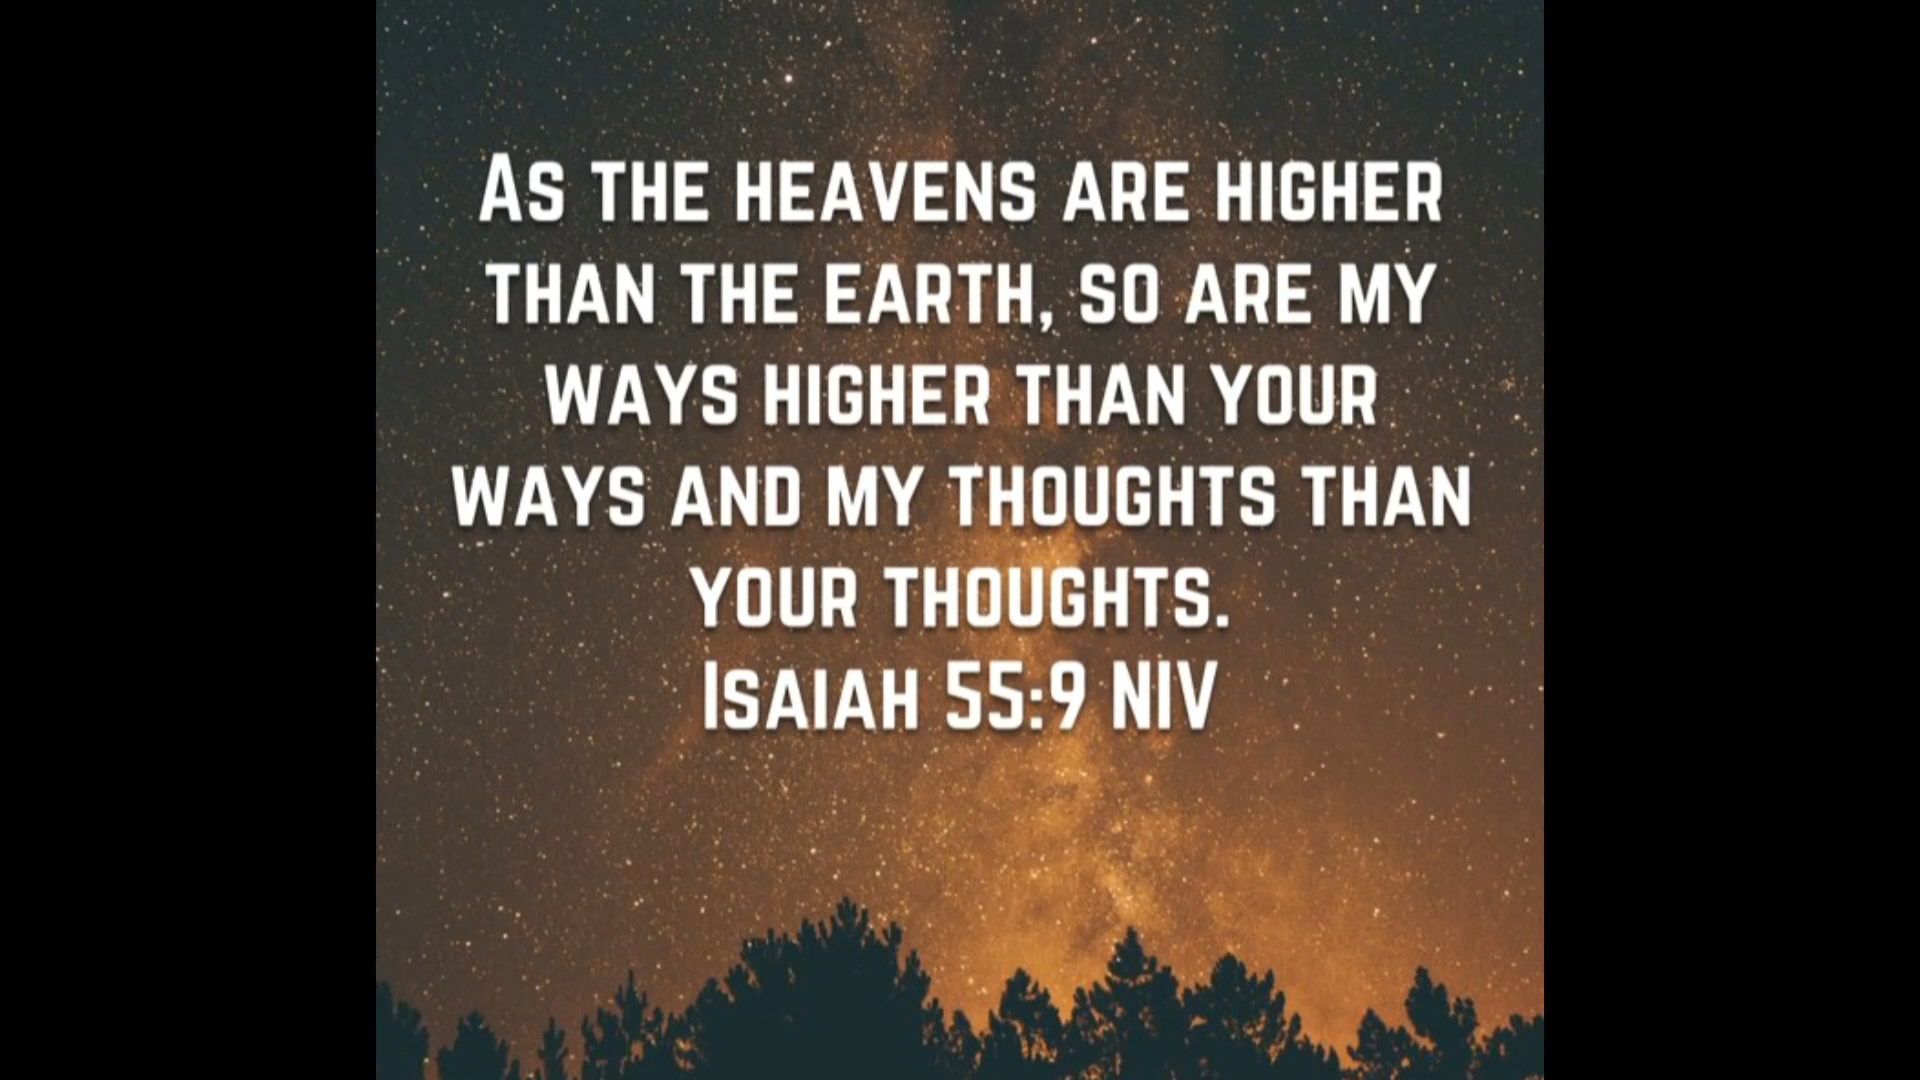 As the heavens are higher
than the earth, so are my
ways higher than your
ways and my thoughts than
your thoughts.
Isaiah 55:9 NIV